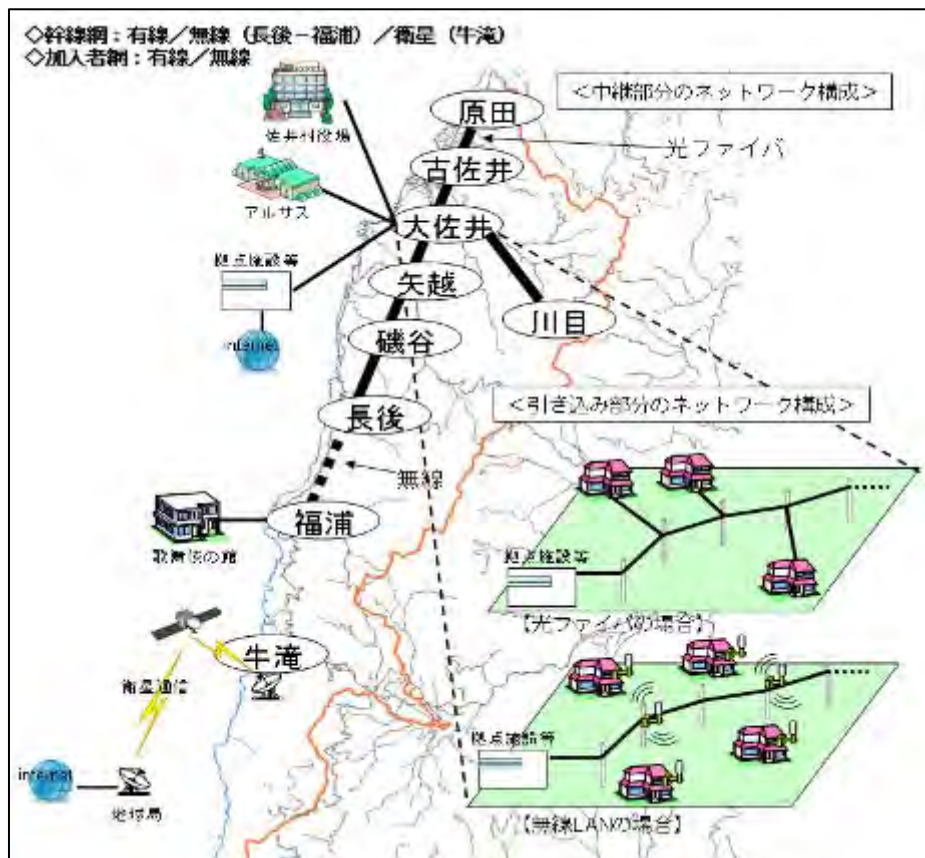 ◇幹線網：有線／無線（長後－福浦）／衛星（牛滝）
◇加入者網：有線／無線
佐井村役場
アルサス
拠点施設等
internet
＜中継部分のネットワーク構成＞
原田
光ファイバ
古佐井
大佐井
矢越
川目
磯谷
長後
無線
福浦
歌舞伎の館
牛滝
衛星通信
internet
地球局
＜引き込み部分のネットワーク構成＞
拠点施設等
【光ファイバの場合】
拠点施設等
【無線LANの場合】